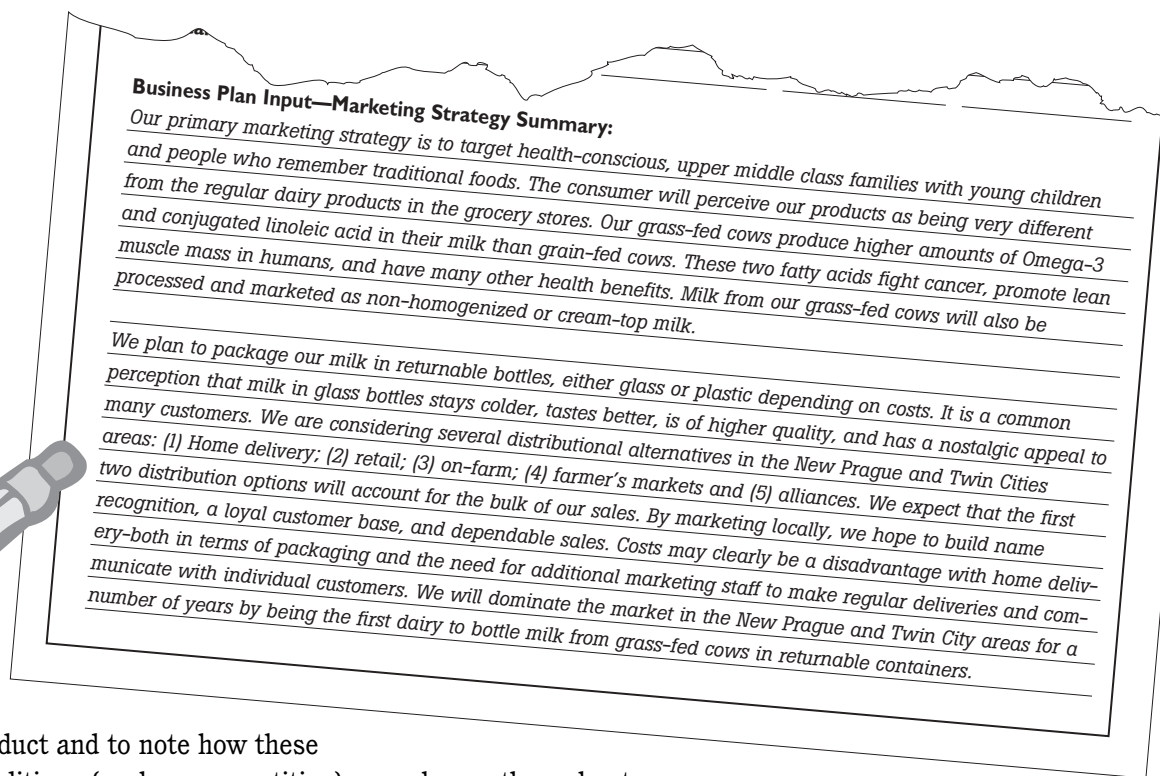 Business Plan Input—Marketing Strategy Summary:
Our primary marketing strategy is to target health-conscious, upper middle class families with young children
and people who remember traditional foods. The consumer will perceive our products as being very different
from the regular dairy products in the grocery stores. Our grass-fed cows produce higher amounts of Omega-3
and conjugated linoleic acid in their milk than grain-fed cows. These two fatty acids fight cancer, promote lean
muscle mass in humans, and have many other health benefits. Milk from our grass-fed cows will also be
processed and marketed as non-homogenized or cream-top milk.
We plan to package our milk in returnable bottles, either glass or plastic depending on costs. It is a common
perception that milk in glass bottles stays colder, tastes better, is of higher quality, and has a nostalgic appeal to
many customers. We are considering several distributional alternatives in the New Prague and Twin Cities
areas: (1) Home delivery; (2) retail; (3) on-farm; (4) farmer's markets and (5) alliances. We expect that the first
two distribution options will account for the bulk of our sales. By marketing locally, we hope to build name
recognition, a loyal customer base, and dependable sales. Costs may clearly be a disadvantage with home deliv-
ery-both in terms of packaging and the need for additional marketing staff to make regular deliveries and com-
municate with individual customers. We will dominate the market in the New Prague and Twin City areas for a
number of years by being the first dairy to bottle milk from grass-fed cows in returnable containers.
duct and to note how these